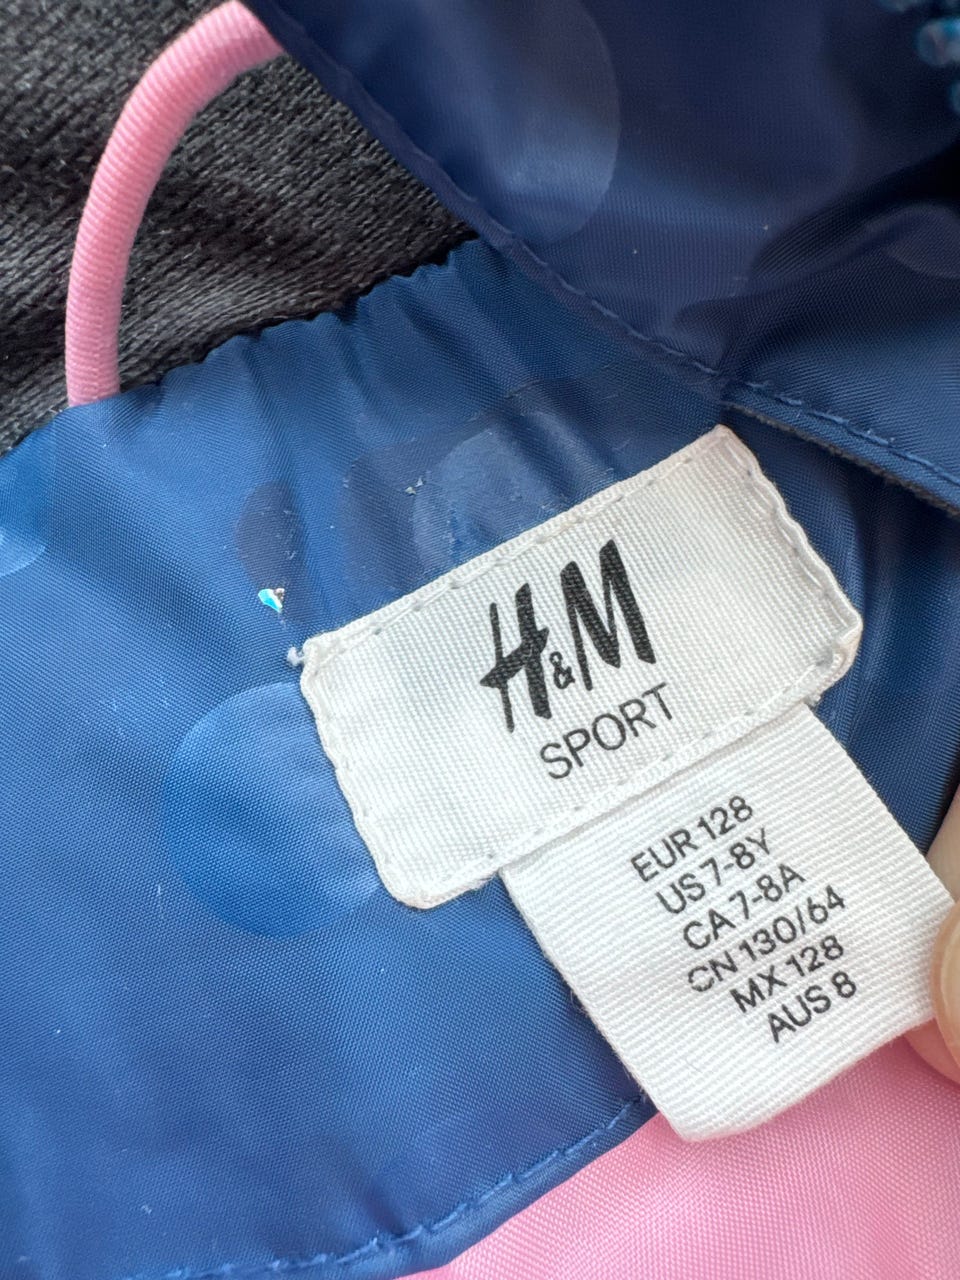 H&M
SPORT
EUR 128
US 7-8Y
CA 7-8A
CN 130/64
MX 128
AUS 8